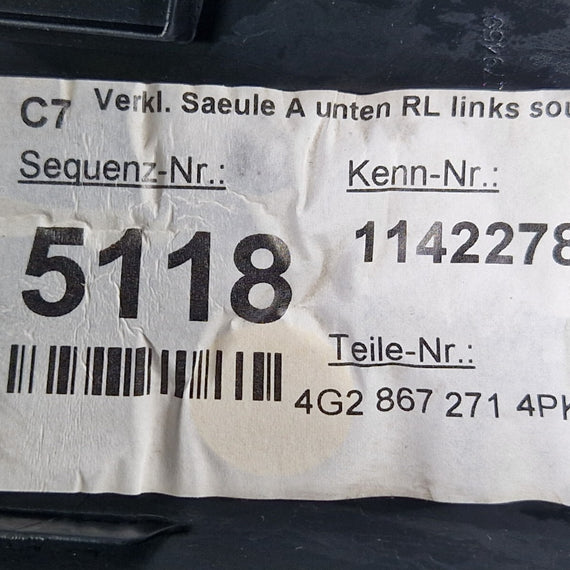 C7 Verkl. Saeule A unten RL links sou
Sequenz-Nr.:
Kenn-Nr.:
5118
1142278
Teile-Nr.:
4G2 867 271 4PK